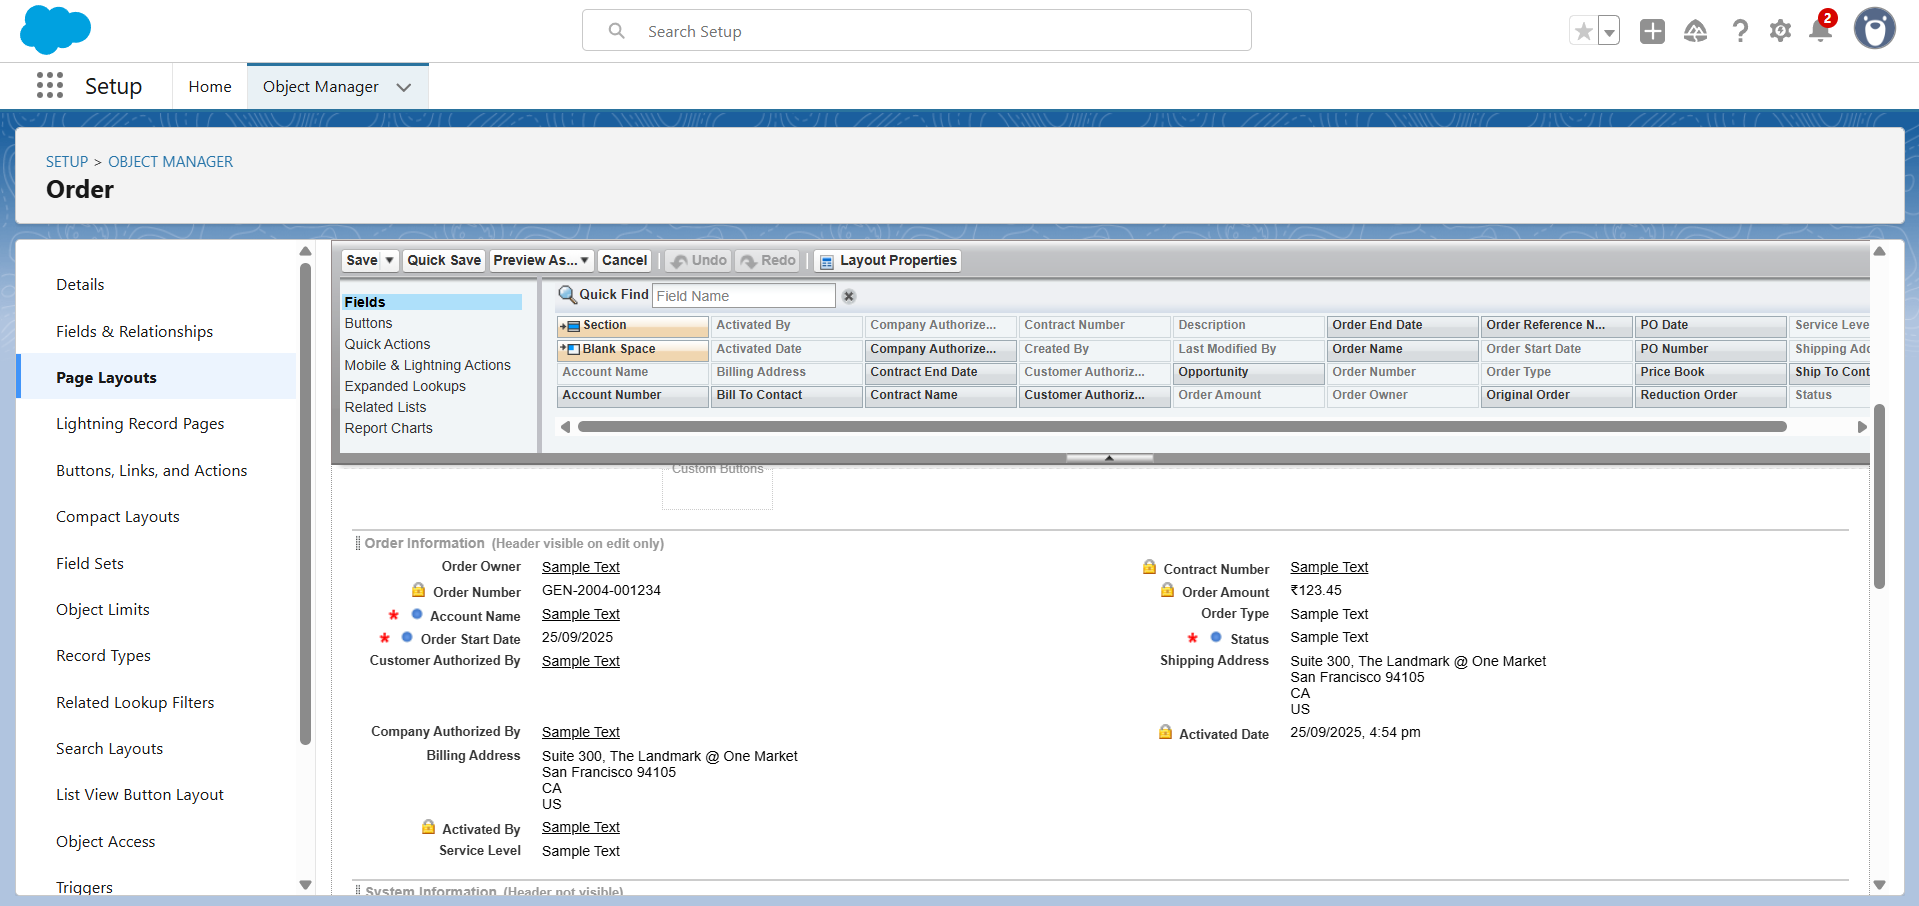 Search Setup
2
Setup
Home
Object Manager
SETUP > OBJECT MANAGER
Order
Details
Fields & Relationships
Page Layouts
Lightning Record Pages
Buttons, Links, and Actions
Compact Layouts
Field Sets
Object Limits
Record Types
Related Lookup Filters
Search Layouts
List View Button Layout
Object Access
Triggers
Save Quick Save Preview As... Cancel Undo Redo Layout Properties
Fields
Buttons
Quick Actions
Mobile & Lightning Actions
Expanded Lookups
Related Lists
Report Charts
Quick Find Field Name
Section Activated By Company Authorize... Contract Number Description Order End Date Order Reference N... PO Date Service Leve
Blank Space Activated Date Company Authorize... Created By Last Modified By Order Name Order Start Date PO Number Shipping Add
Account Name Billing Address Contract End Date Customer Authoriz... Opportunity Order Number Order Type Price Book Ship To Cont
Account Number Bill To Contact Contract Name Customer Authoriz... Order Amount Order Owner Original Order Reduction Order Status
Custom Buttons
Order Information (Header visible on edit only)
Order Owner Sample Text
Order Number GEN-2004-001234
* Account Name Sample Text
* Order Start Date 25/09/2025
Customer Authorized By Sample Text
Company Authorized By Sample Text
Billing Address Suite 300, The Landmark @ One Market
San Francisco 94105
CA
US
Activated By Sample Text
Service Level Sample Text
Contract Number Sample Text
Order Amount ₹123.45
Order Type Sample Text
* Status Sample Text
Shipping Address Suite 300, The Landmark @ One Market
San Francisco 94105
CA
US
Activated Date 25/09/2025, 4:54 pm
System Information (Header not visible)